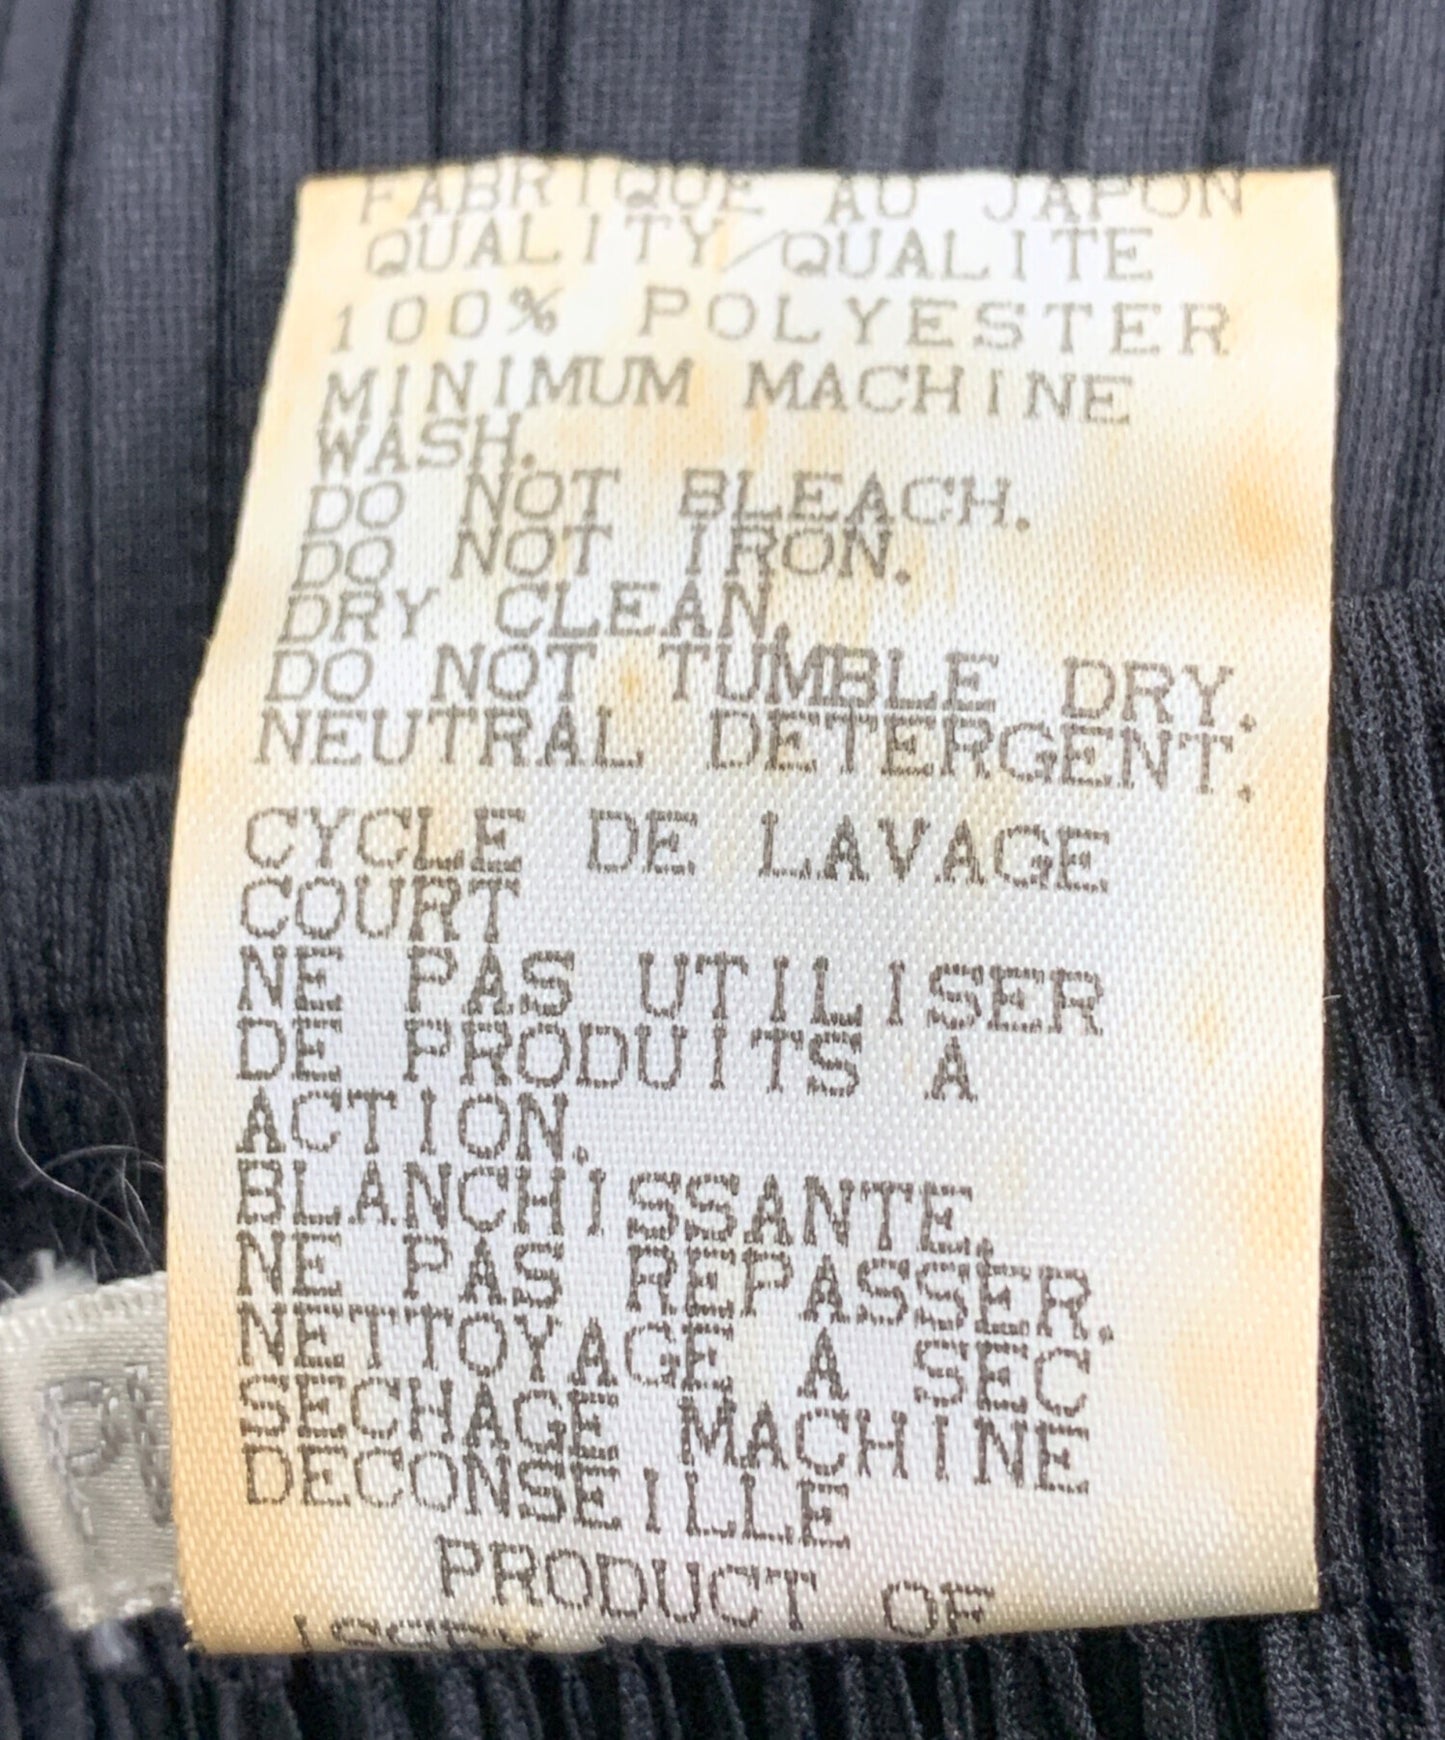 FABRIQUE AU JAPON
QUALITY/QUALITE
100% POLYESTER
MINIMUM MACHINE
WASH.
DO NOT BLEACH.
DO NOT IRON.
DRY CLEAN.
DO NOT TUMBLE DRY.
NEUTRAL DETERGENT.
CYCLE DE LAVAGE
COURT
NE PAS UTILISER
DE PRODUITS A
ACTION.
BLANCHISSANTE.
NE PAS REPASSER.
NETTOYAGE A SEC
SECHAGE MACHINE
DECONSEILLE
PRODUCT OF